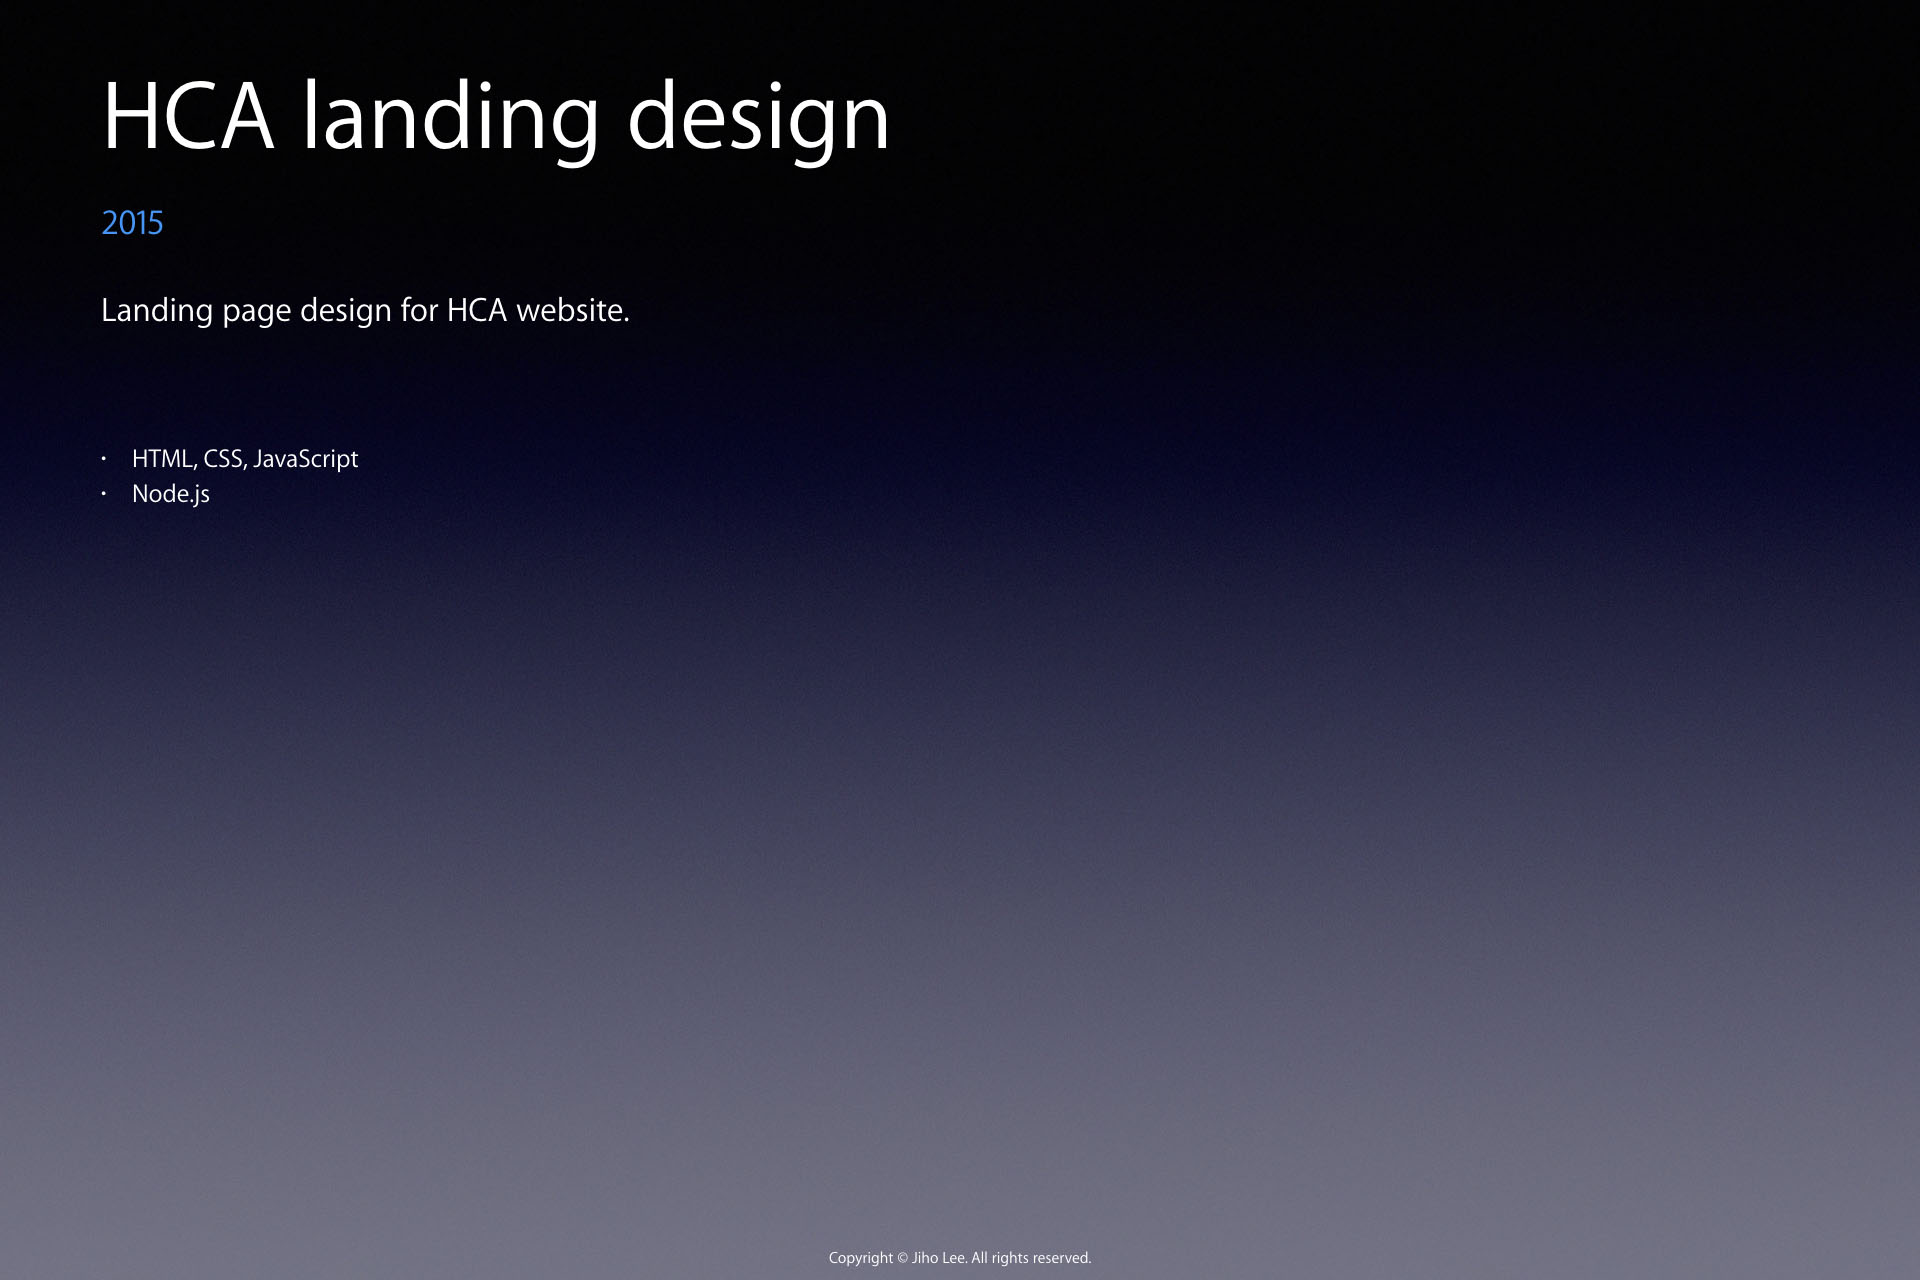 HCA landing design
2015
Landing page design for HCA website.
• HTML, CSS, JavaScript
• Node.js
Copyright © Jiho Lee. All rights reserved.